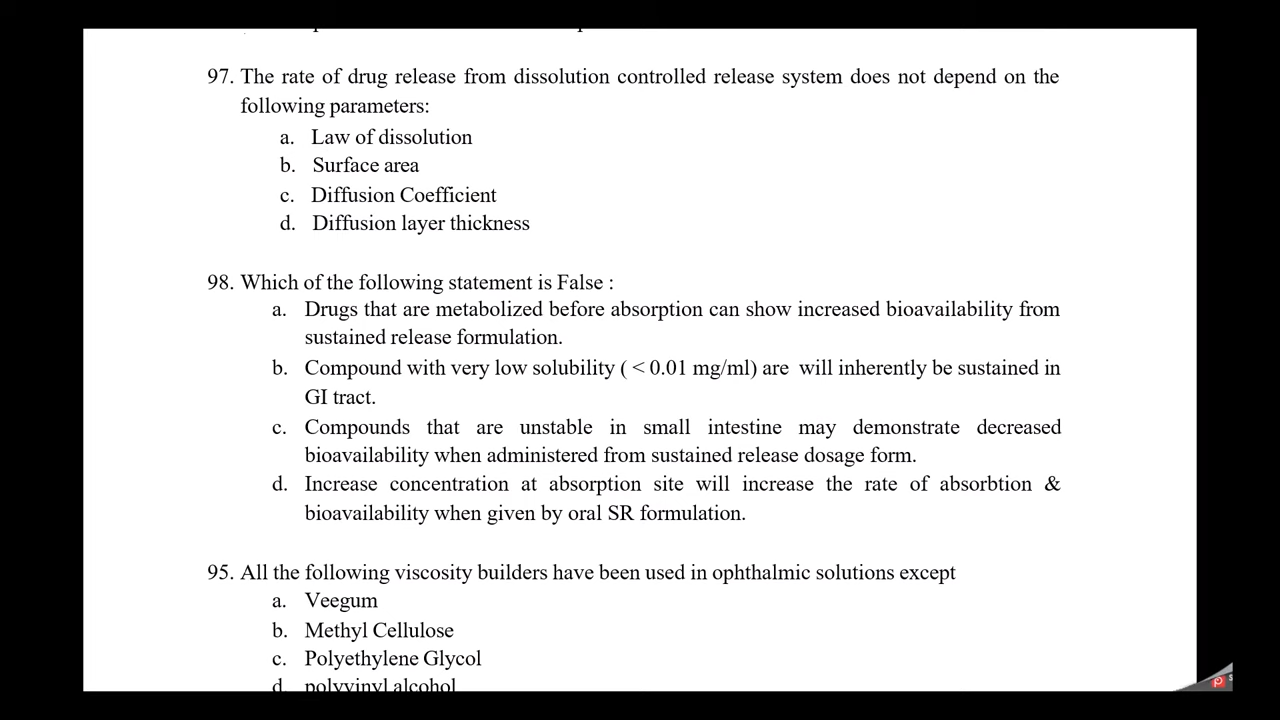 97. The rate of drug release from dissolution controlled release system does not depend on the
following parameters:
a. Law of dissolution
b. Surface area
c. Diffusion Coefficient
d. Diffusion layer thickness
98. Which of the following statement is False :
a. Drugs that are metabolized before absorption can show increased bioavailability from
sustained release formulation.
b. Compound with very low solubility ( < 0.01 mg/ml) are will inherently be sustained in
GI tract.
c. Compounds that are unstable in small intestine may demonstrate decreased
bioavailability when administered from sustained release dosage form.
d. Increase concentration at absorption site will increase the rate of absorbtion &
bioavailability when given by oral SR formulation.
95. All the following viscosity builders have been used in ophthalmic solutions except
a. Veegum
b. Methyl Cellulose
c. Polyethylene Glycol
d. polyvinyl alcohol